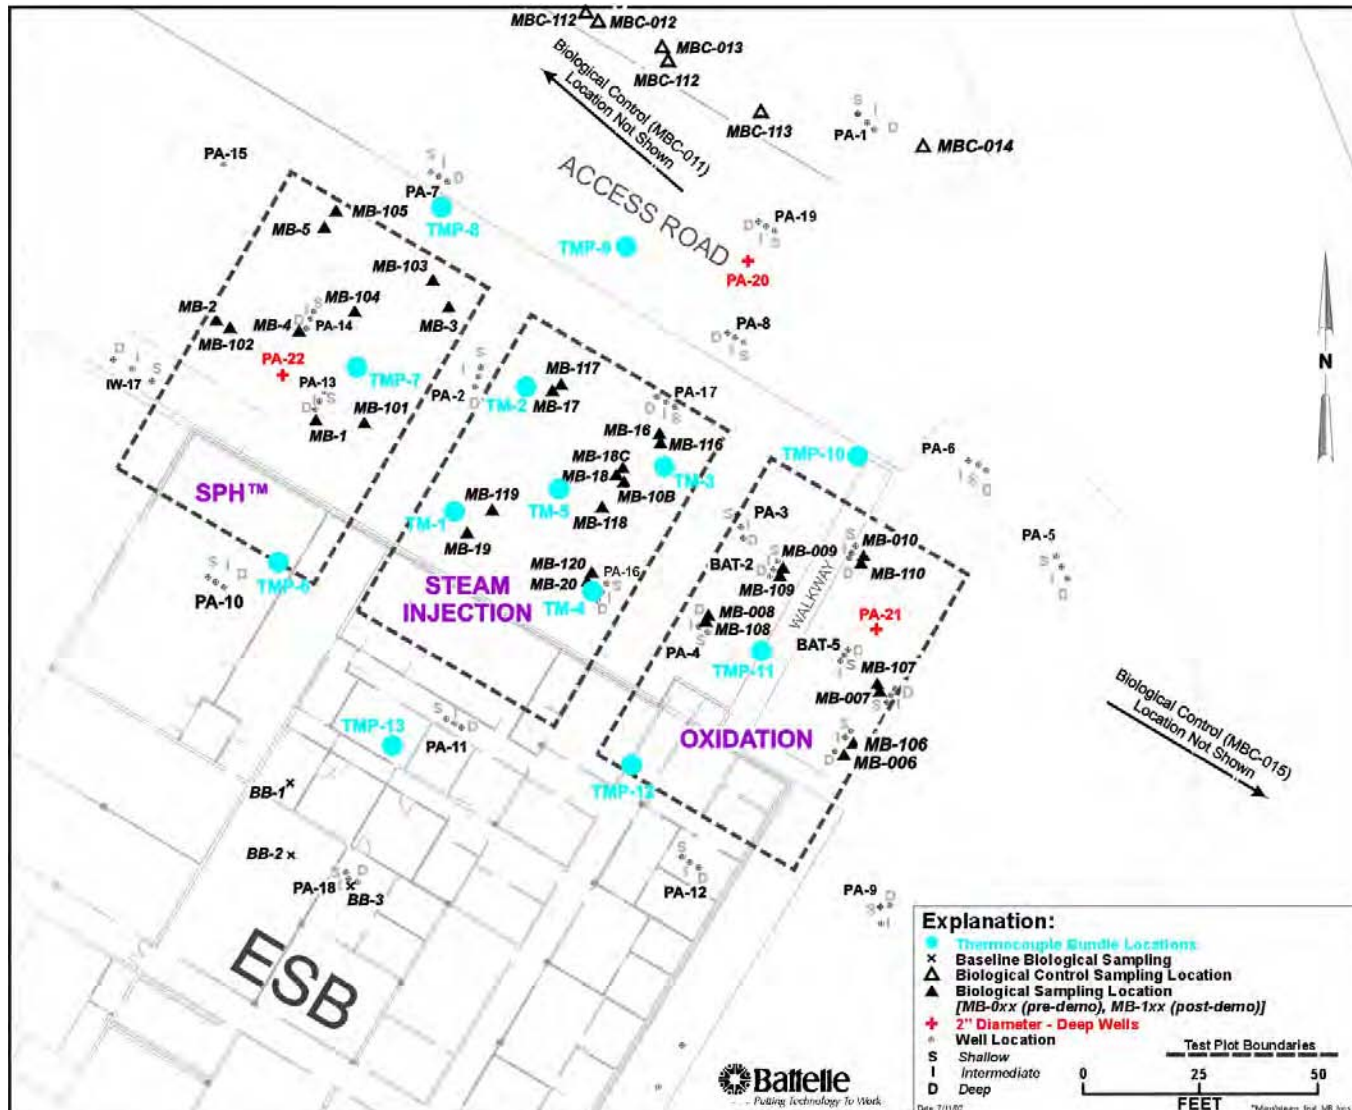 MBC-112
MBC-012
MBC-013
MBC-112
MBC-113
MBC-014
Biological Control (MBC-011)
Location Not Shown
ACCESS ROAD
S
I
D
PA-1
PA-15
S
I
D
PA-7
TMP-8
TMP-9
PA-19
D
I
S
PA-20
MB-105
MB-5
MB-103
MB-104
MB-2
MB-102
MB-4
D
I
S
PA-14
MB-3
PA-8
D
I
S
N
PA-22
TMP-7
D
I
S
IW-17
PA-13
D
I
S
MB-1
MB-101
PA-2
S
I
D
TM-2
MB-117
MB-17
PA-17
D
I
S
MB-16
MB-116
MB-18C
MB-18
MB-10B
MB-118
TM-3
TM-5
TM-1
MB-119
MB-19
SPH™
TMP-10
PA-6
I
S
D
PA-3
S
I
D
BAT-2
S
I
D
MB-009
MB-109
MB-010
S
I
D
MB-110
PA-5
S
I
D
S
I
D
PA-10
TMP-6
STEAM
INJECTION
MB-120
MB-20
PA-16
S
I
D
TM-4
D
I
S
MB-008
MB-108
PA-4
WALKWAY
PA-21
BAT-5
D
I
S
TMP-11
MB-107
MB-007
D
S
I
OXIDATION
S
I
D
MB-106
MB-006
Biological Control (MBC-015)
Location Not Shown
TMP-13
S
I
D
PA-11
TMP-12
BB-1
BB-2
PA-18
S
I
D
BB-3
S
I
D
PA-12
PA-9
D
S
I
ESB
Battelle
Putting Technology To Work
Explanation:
Thermocouple Bundle Locations
Baseline Biological Sampling
Biological Control Sampling Location
Biological Sampling Location
[MB-0xx (pre-demo), MB-1xx (post-demo)]
2" Diameter - Deep Wells
Well Location
S Shallow
I Intermediate
D Deep
Test Plot Boundaries
0 25 50
FEET